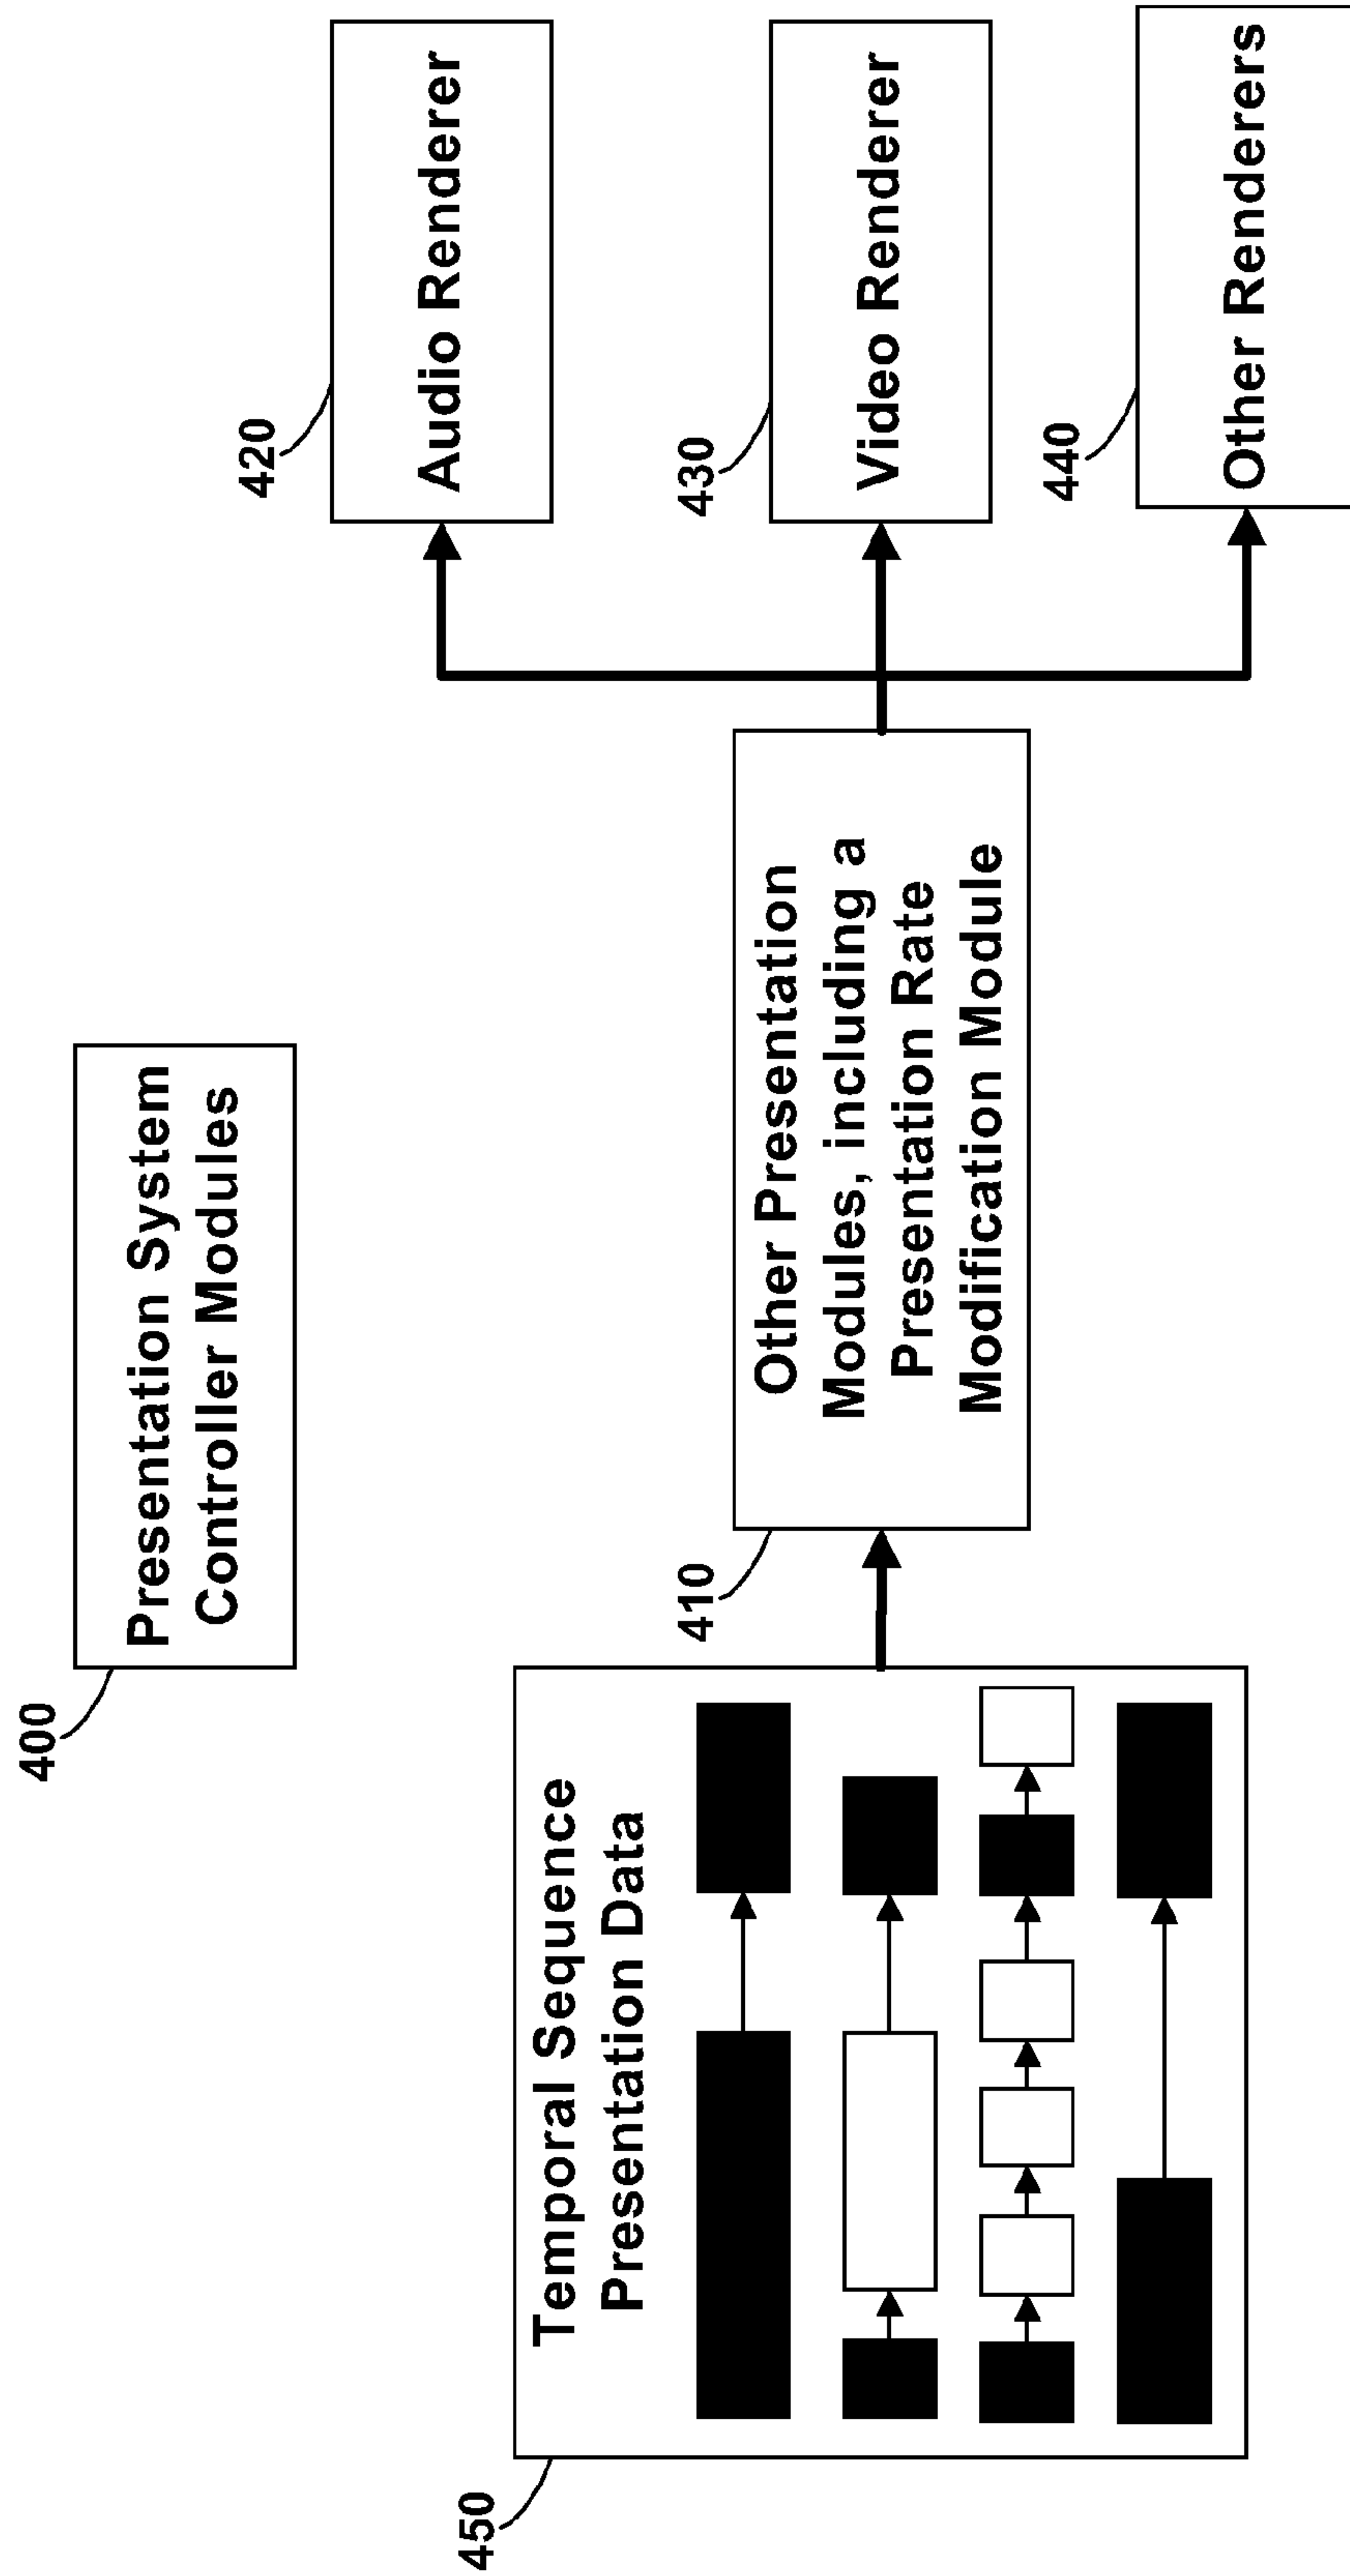 400
Presentation System
Controller Modules
450
Temporal Sequence
Presentation Data
410
Other Presentation
Modules, including a
Presentation Rate
Modification Module
420
Audio Renderer
430
Video Renderer
440
Other Renderers